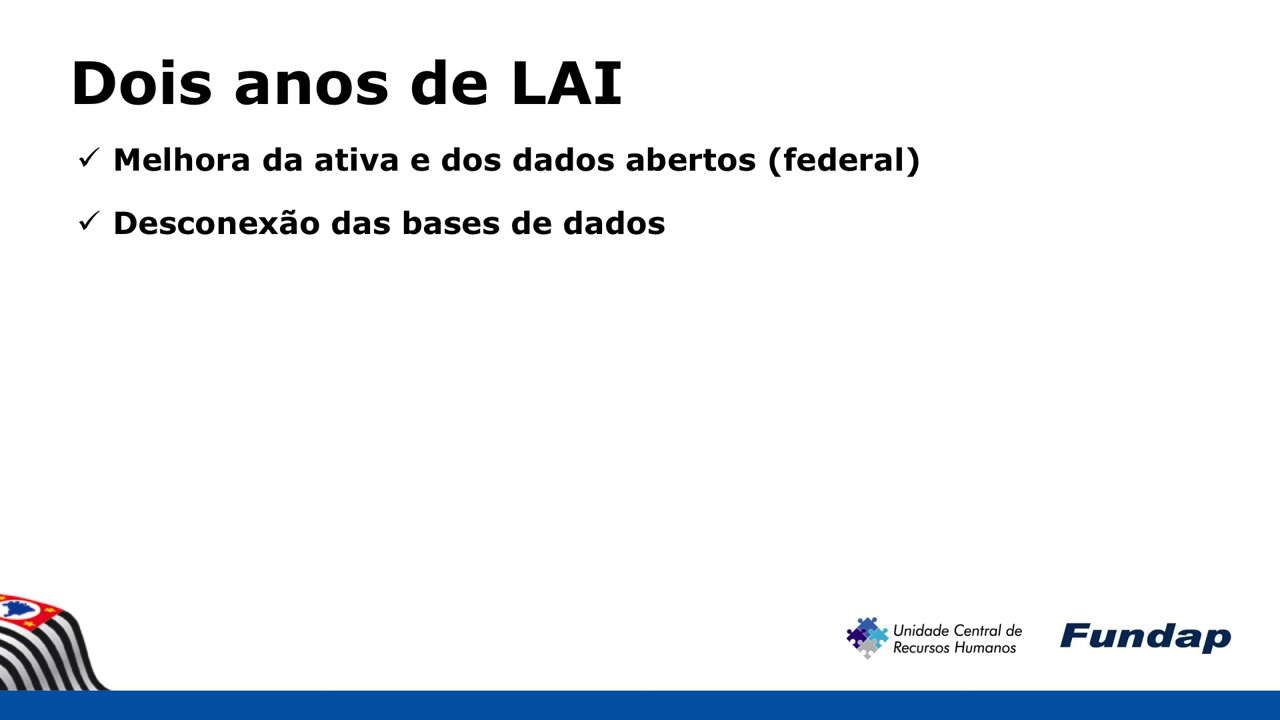 Dois anos de LAI
✓ Melhora da ativa e dos dados abertos (federal)
✓ Desconexão das bases de dados
Unidade Central de
Recursos Humanos
Fundap